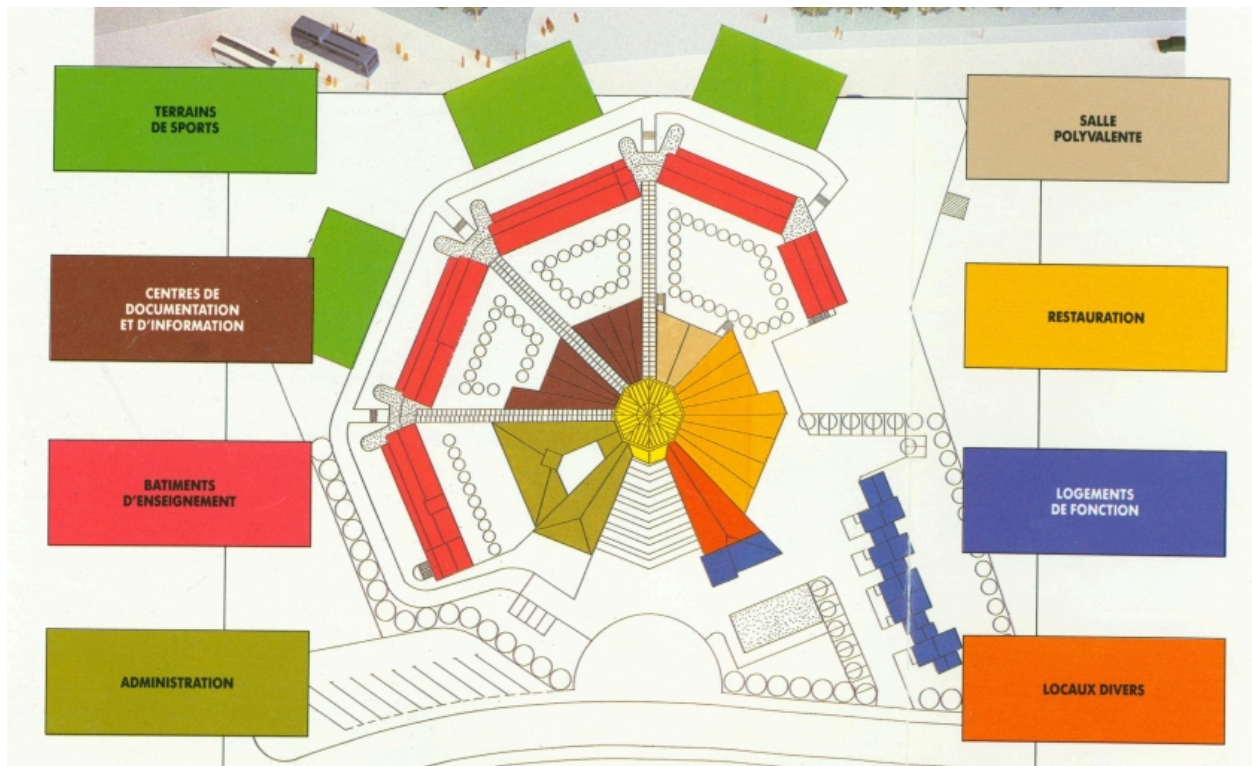 TERRAINS
DE SPORTS
CENTRES DE
DOCUMENTATION
ET D'INFORMATION
BATIMENTS
D'ENSEIGNEMENT
ADMINISTRATION
SALLE
POLYVALENTE
RESTAURATION
LOGEMENTS
DE FONCTION
LOCAUX DIVERS